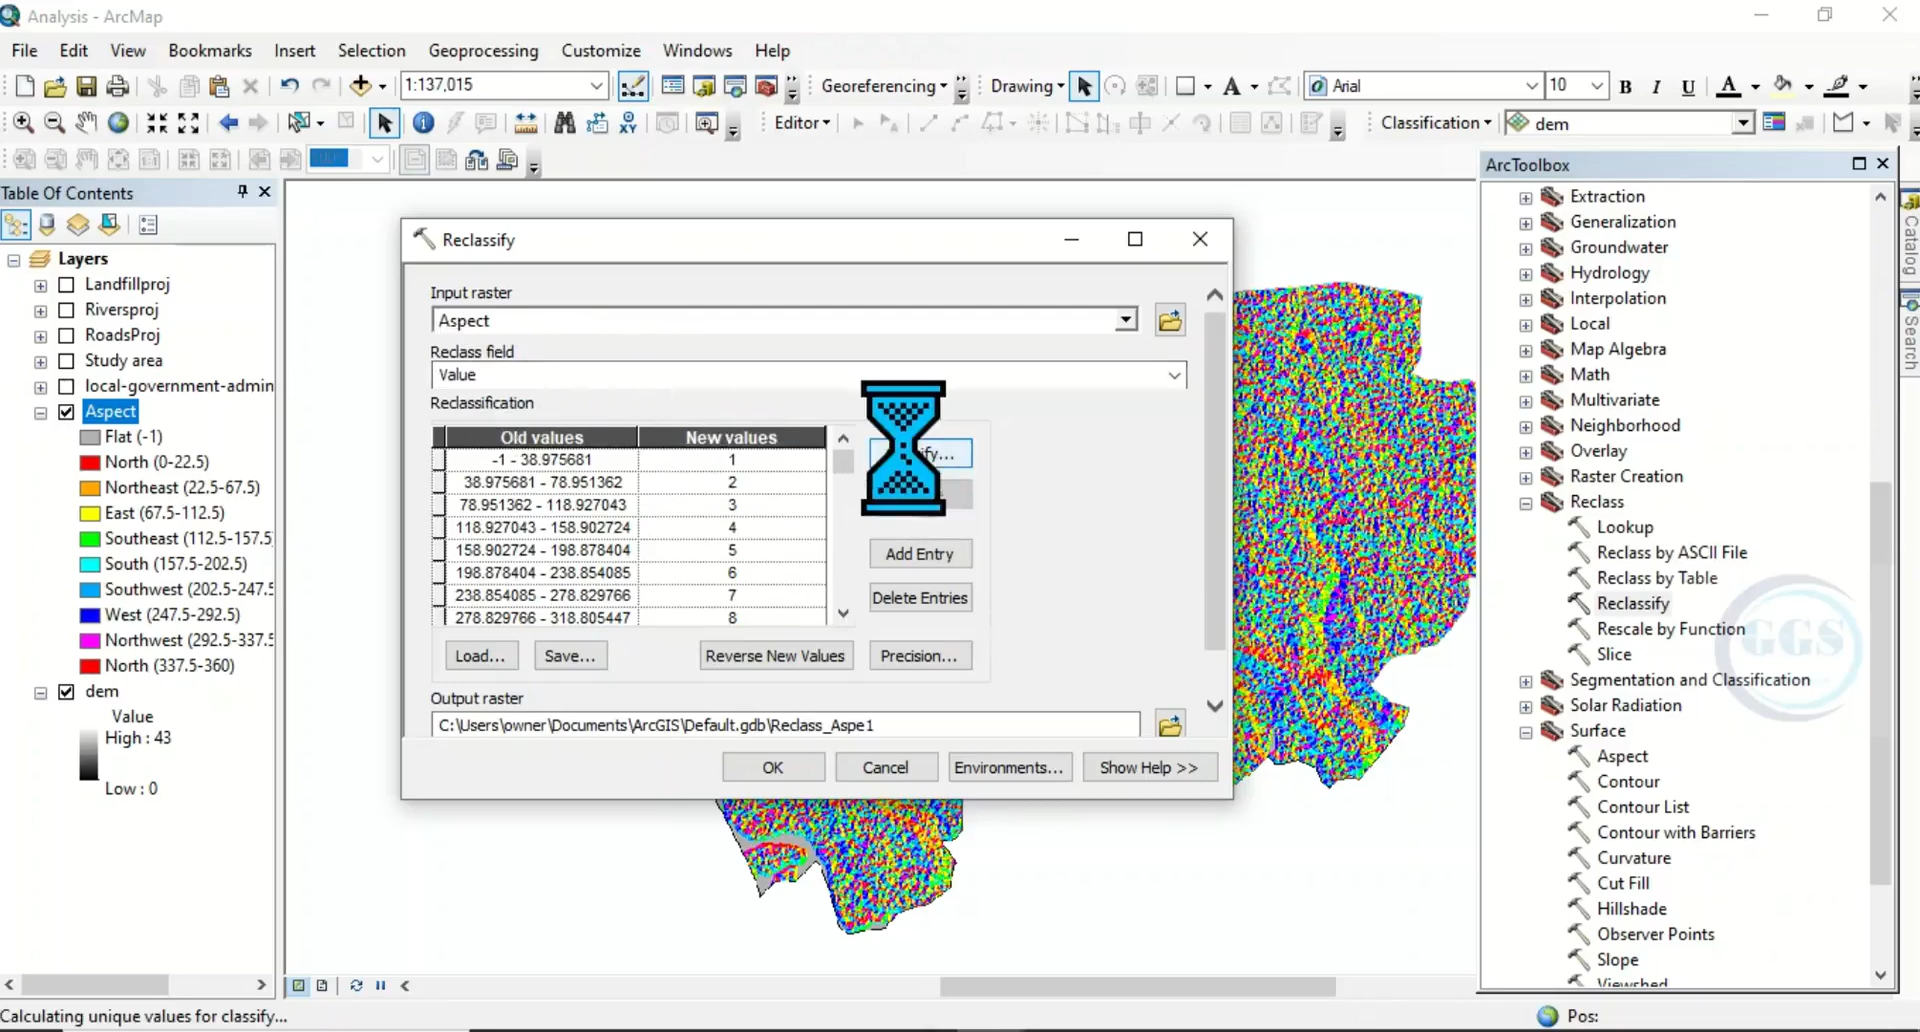 Analysis - ArcMap
File Edit View Bookmarks Insert Selection Geoprocessing Customize Windows Help
1:137,015 Georeferencing Drawing A Arial 10 B I U A
Editor Classification dem
Table Of Contents
ArcToolbox
Layers
Landfillproj
Riversproj
RoadsProj
Study area
local-government-admin
Aspect
Flat (-1)
North (0-22.5)
Northeast (22.5-67.5)
East (67.5-112.5)
Southeast (112.5-157.5
South (157.5-202.5)
Southwest (202.5-247.5
West (247.5-292.5)
Northwest (292.5-337.5
North (337.5-360)
dem
Value
High : 43
Low : 0
Reclassify
Input raster
Aspect
Reclass field
Value
Reclassification
Old values New values
-1 - 38.975681 1
38.975681 - 78.951362 2
78.951362 - 118.927043 3
118.927043 - 158.902724 4
158.902724 - 198.878404 5
198.878404 - 238.854085 6
238.854085 - 278.829766 7
278.829766 - 318.805447 8
ify...
Add Entry
Delete Entries
Load... Save... Reverse New Values Precision...
Output raster
C:\Users\owner\Documents\ArcGIS\Default.gdb\Reclass_Aspe1
OK Cancel Environments... Show Help >>
Extraction
Generalization
Groundwater
Hydrology
Interpolation
Local
Map Algebra
Math
Multivariate
Neighborhood
Overlay
Raster Creation
Reclass
Lookup
Reclass by ASCII File
Reclass by Table
Reclassify
Rescale by Function
Slice
Segmentation and Classification
Solar Radiation
Surface
Aspect
Contour
Contour List
Contour with Barriers
Curvature
Cut Fill
Hillshade
Observer Points
Slope
Viewshed
GGS
Catalog
Search
Calculating unique values for classify...
Pos: